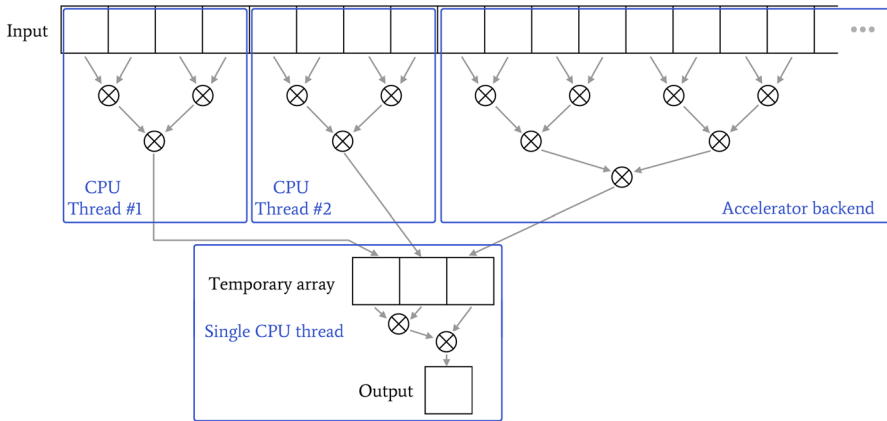 Input
CPU
Thread #1
CPU
Thread #2
Accelerator backend
Temporary array
Single CPU thread
Output